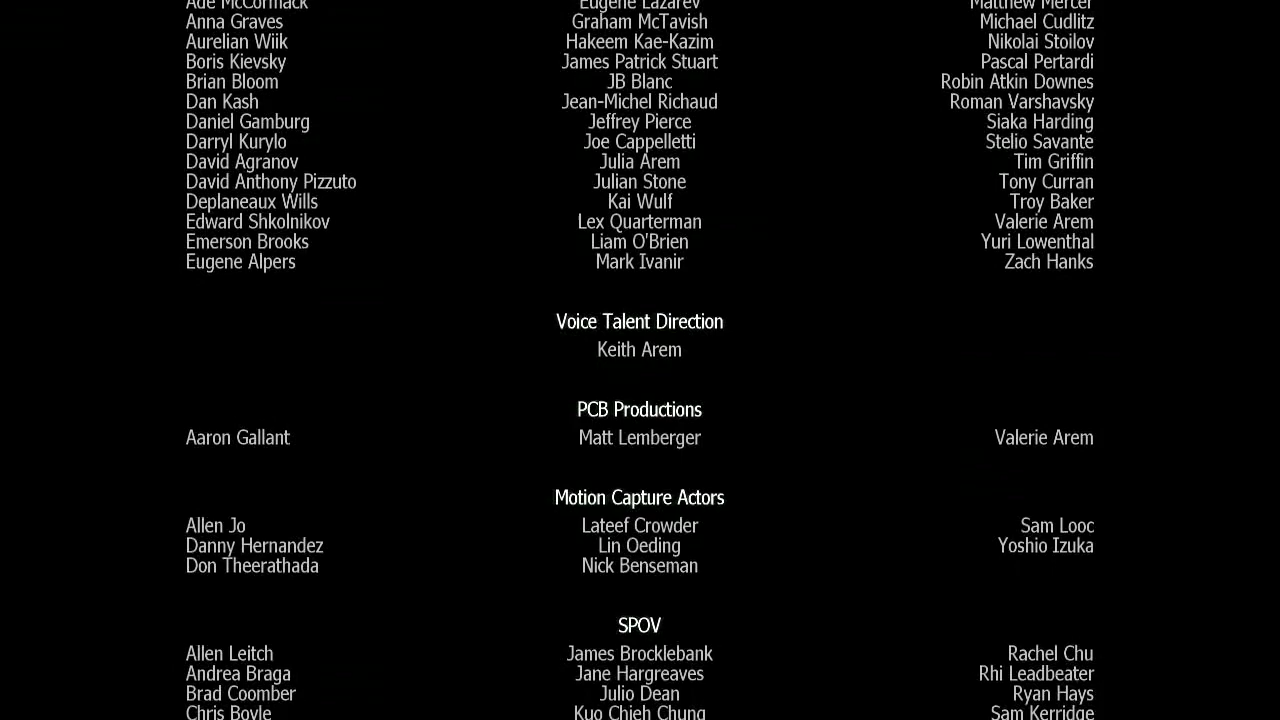 Ade McCormack Eugene Lazarev Matthew Mercer
Anna Graves Graham McTavish Michael Cudlitz
Aurelian Wiik Hakeem Kae-Kazim Nikolai Stoilov
Boris Kievsky James Patrick Stuart Pascal Pertardi
Brian Bloom JB Blanc Robin Atkin Downes
Dan Kash Jean-Michel Richaud Roman Varshavsky
Daniel Gamburg Jeffrey Pierce Siaka Harding
Darryl Kurylo Joe Cappelletti Stelio Savante
David Agranov Julia Arem Tim Griffin
David Anthony Pizzuto Julian Stone Tony Curran
Deplaneaux Wills Kai Wulf Troy Baker
Edward Shkolnikov Lex Quarterman Valerie Arem
Emerson Brooks Liam O'Brien Yuri Lowenthal
Eugene Alpers Mark Ivanir Zach Hanks
Voice Talent Direction
Keith Arem
PCB Productions
Aaron Gallant Matt Lemberger Valerie Arem
Motion Capture Actors
Allen Jo Lateef Crowder Sam Looc
Danny Hernandez Lin Oeding Yoshio Izuka
Don Theerathada Nick Benseman
SPOV
Allen Leitch James Brocklebank Rachel Chu
Andrea Braga Jane Hargreaves Rhi Leadbeater
Brad Coomber Julio Dean Ryan Hays
Chris Boyle Kuo Chieh Chung Sam Kerridge